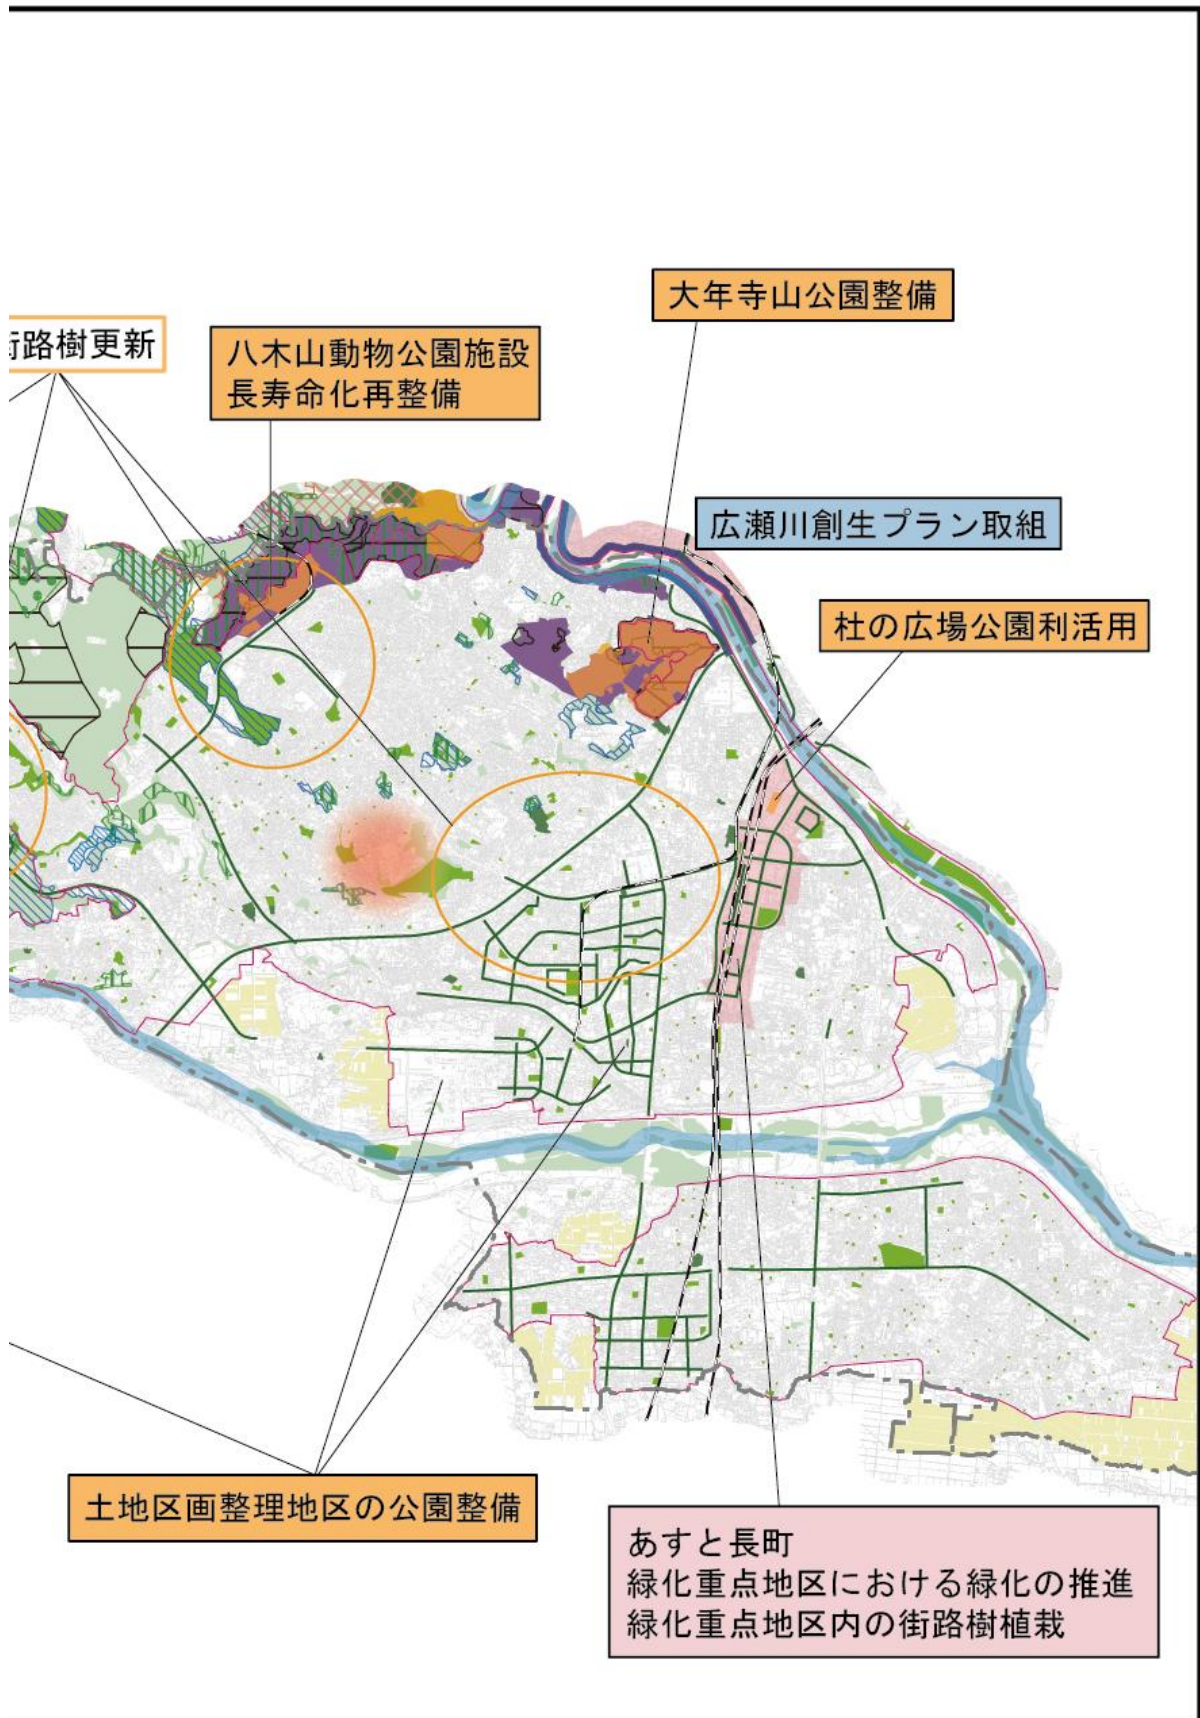 大年寺山公園整備
街路樹更新
八木山動物公園施設
長寿命化再整備
広瀬川創生プラン取組
杜の広場公園利活用
土地区画整理地区の公園整備
あすと長町
緑化重点地区における緑化の推進
緑化重点地区内の街路樹植栽